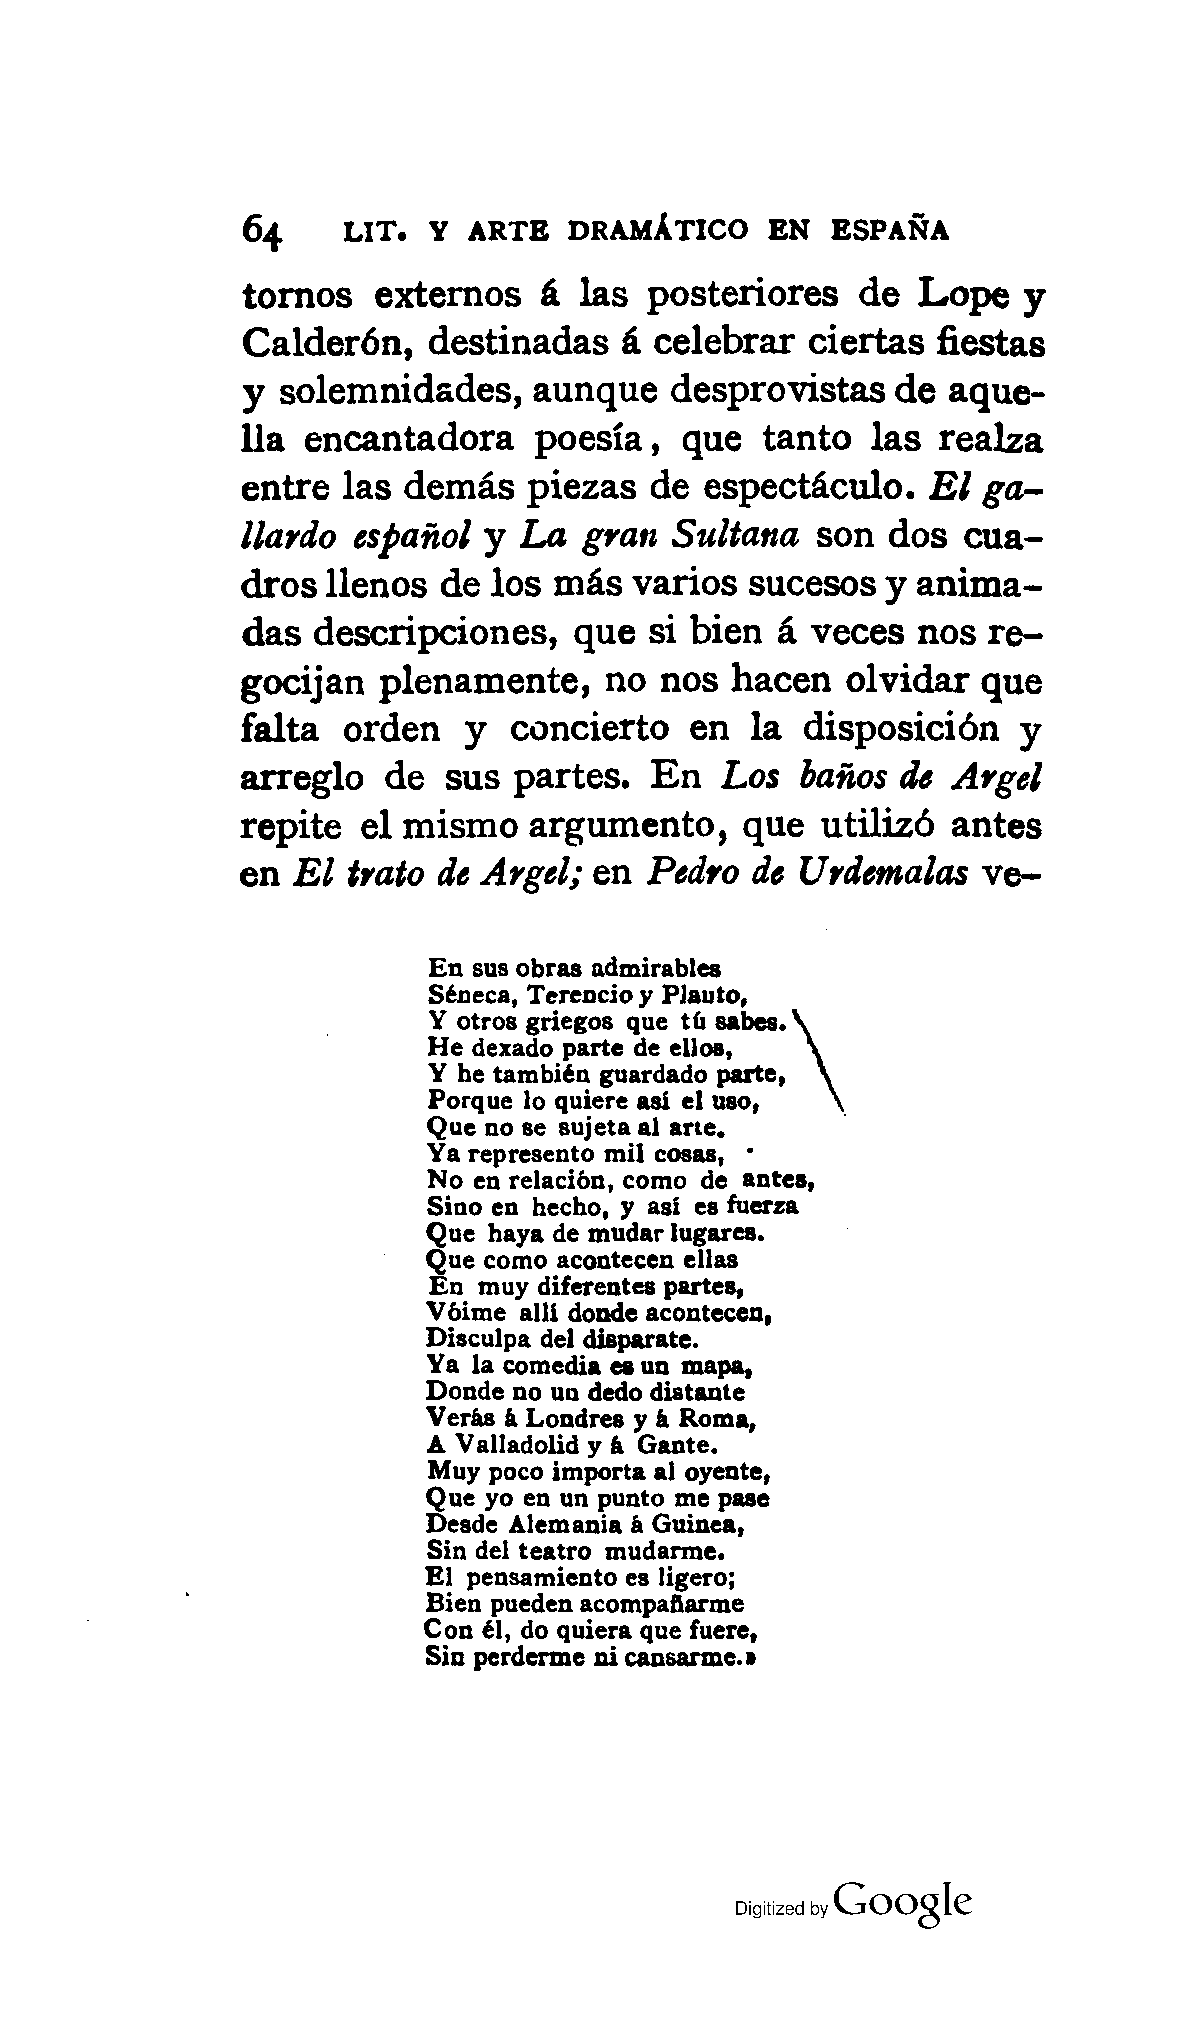 64 LIT. Y ARTE DRAMÁTICO EN ESPAÑA
tornos externos á las posteriores de Lope y
Calderón, destinadas á celebrar ciertas fiestas
y solemnidades, aunque desprovistas de aque-
lla encantadora poesía, que tanto las realza
entre las demás piezas de espectáculo. El ga-
llardo español y La gran Sultana son dos cua-
dros llenos de los más varios sucesos y anima-
das descripciones, que si bien á veces nos re-
gocijan plenamente, no nos hacen olvidar que
falta orden y concierto en la disposición y
arreglo de sus partes. En Los baños de Argel
repite el mismo argumento, que utilizó antes
en El trato de Argel; en Pedro de Urdemalas ve-
En sus obras admirables
Séneca, Terencio y Plauto,
Y otros griegos que tú sabes.
He dexado parte de ellos,
Y he también guardado parte,
Porque lo quiere así el uso,
Que no se sujeta al arte.
Ya represento mil cosas,
No en relación, como de antes,
Sino en hecho, y así es fuerza
Que haya de mudar lugares.
Que como acontecen ellas
En muy diferentes partes,
Vóime allí donde acontecen,
Disculpa del disparate.
Ya la comedia es un mapa,
Donde no un dedo distante
Verás á Londres y á Roma,
A Valladolid y á Gante.
Muy poco importa al oyente,
Que yo en un punto me pase
Desde Alemania á Guinea,
Sin del teatro mudarme.
El pensamiento es ligero;
Bien pueden acompañarme
Con él, do quiera que fuere,
Sin perderme ni cansarme.»
Digitized by Google